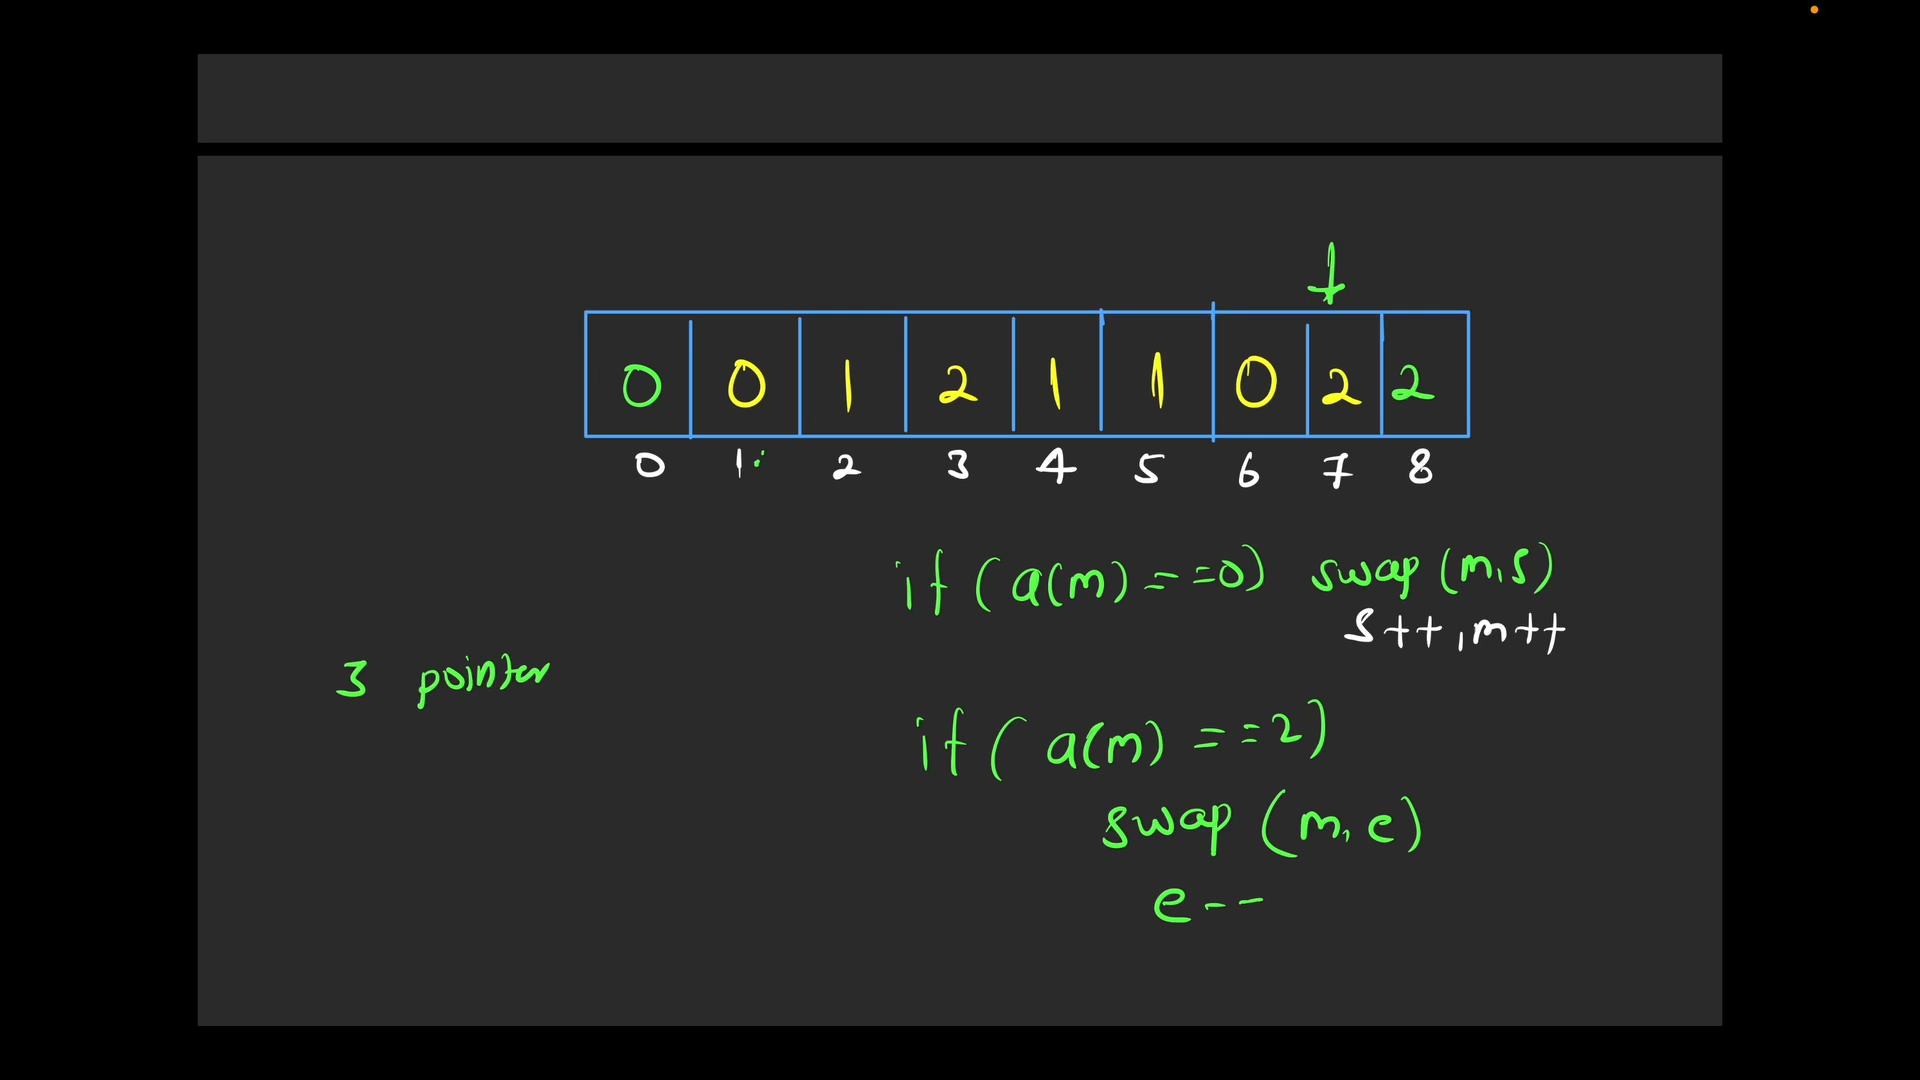 0 0 1 2 1 1 0 2 2
0 1 2 3 4 5 6 7 8
if (a(m) == 0) swap (m,s)
s++, m++
3 pointer
if (a(m) == 2)
swap (m, e)
e--